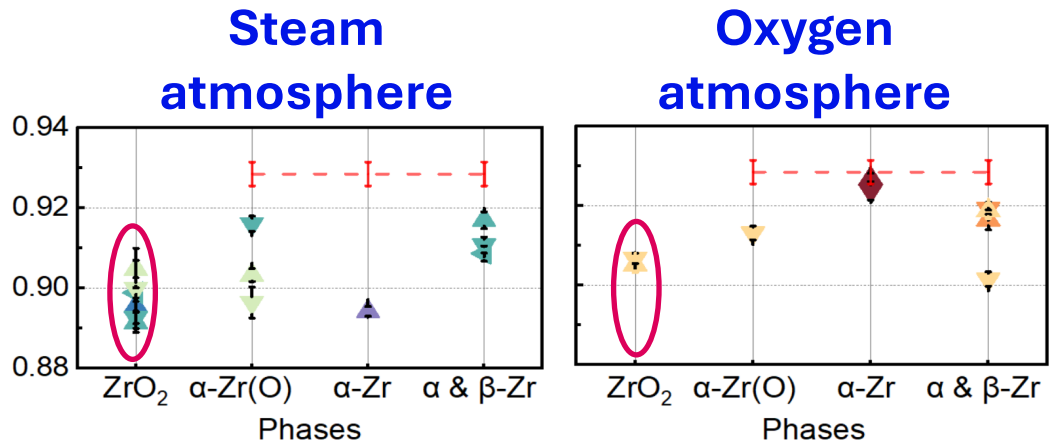 Steam
atmosphere
Oxygen
atmosphere
0.94
0.92
0.90
0.88
ZrO₂ α-Zr(O) α-Zr α & β-Zr
Phases
ZrO₂ α-Zr(O) α-Zr α & β-Zr
Phases